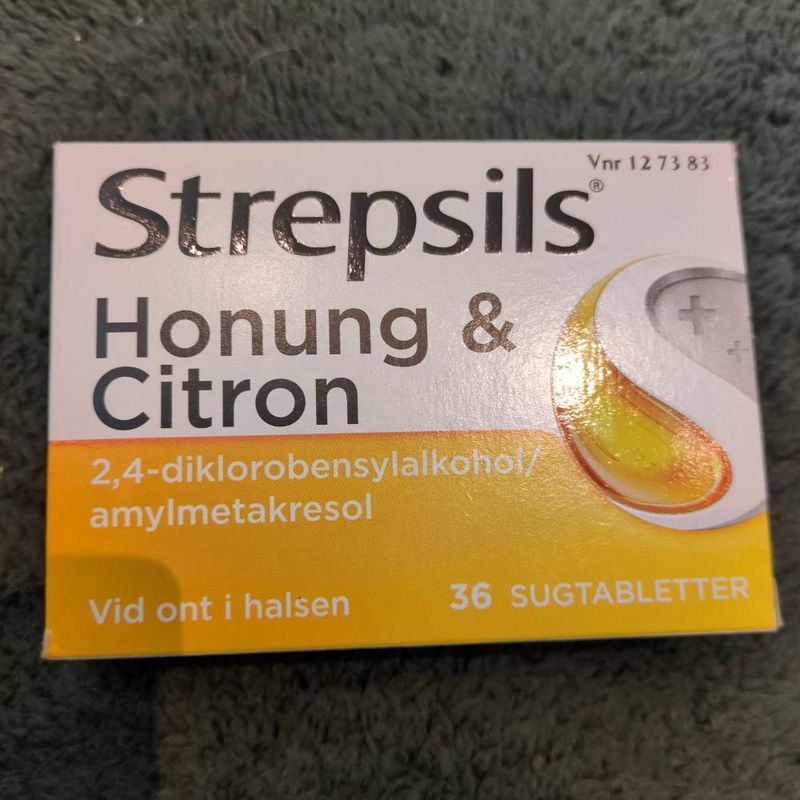 Vnr 12 73 83
Strepsils®
Honung &
Citron
2,4-diklorobensylalkohol/
amylmetakresol
Vid ont i halsen
36 SUGTABLETTER